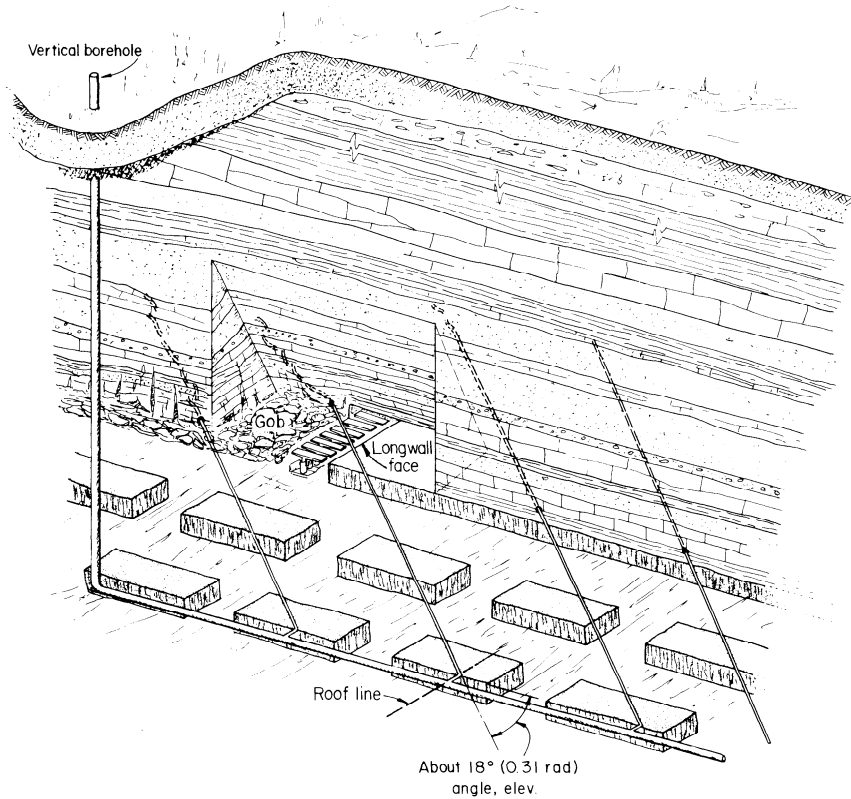 Vertical borehole
Gob
Longwall
face
Roof line
About 18° (0.31 rad)
angle, elev.